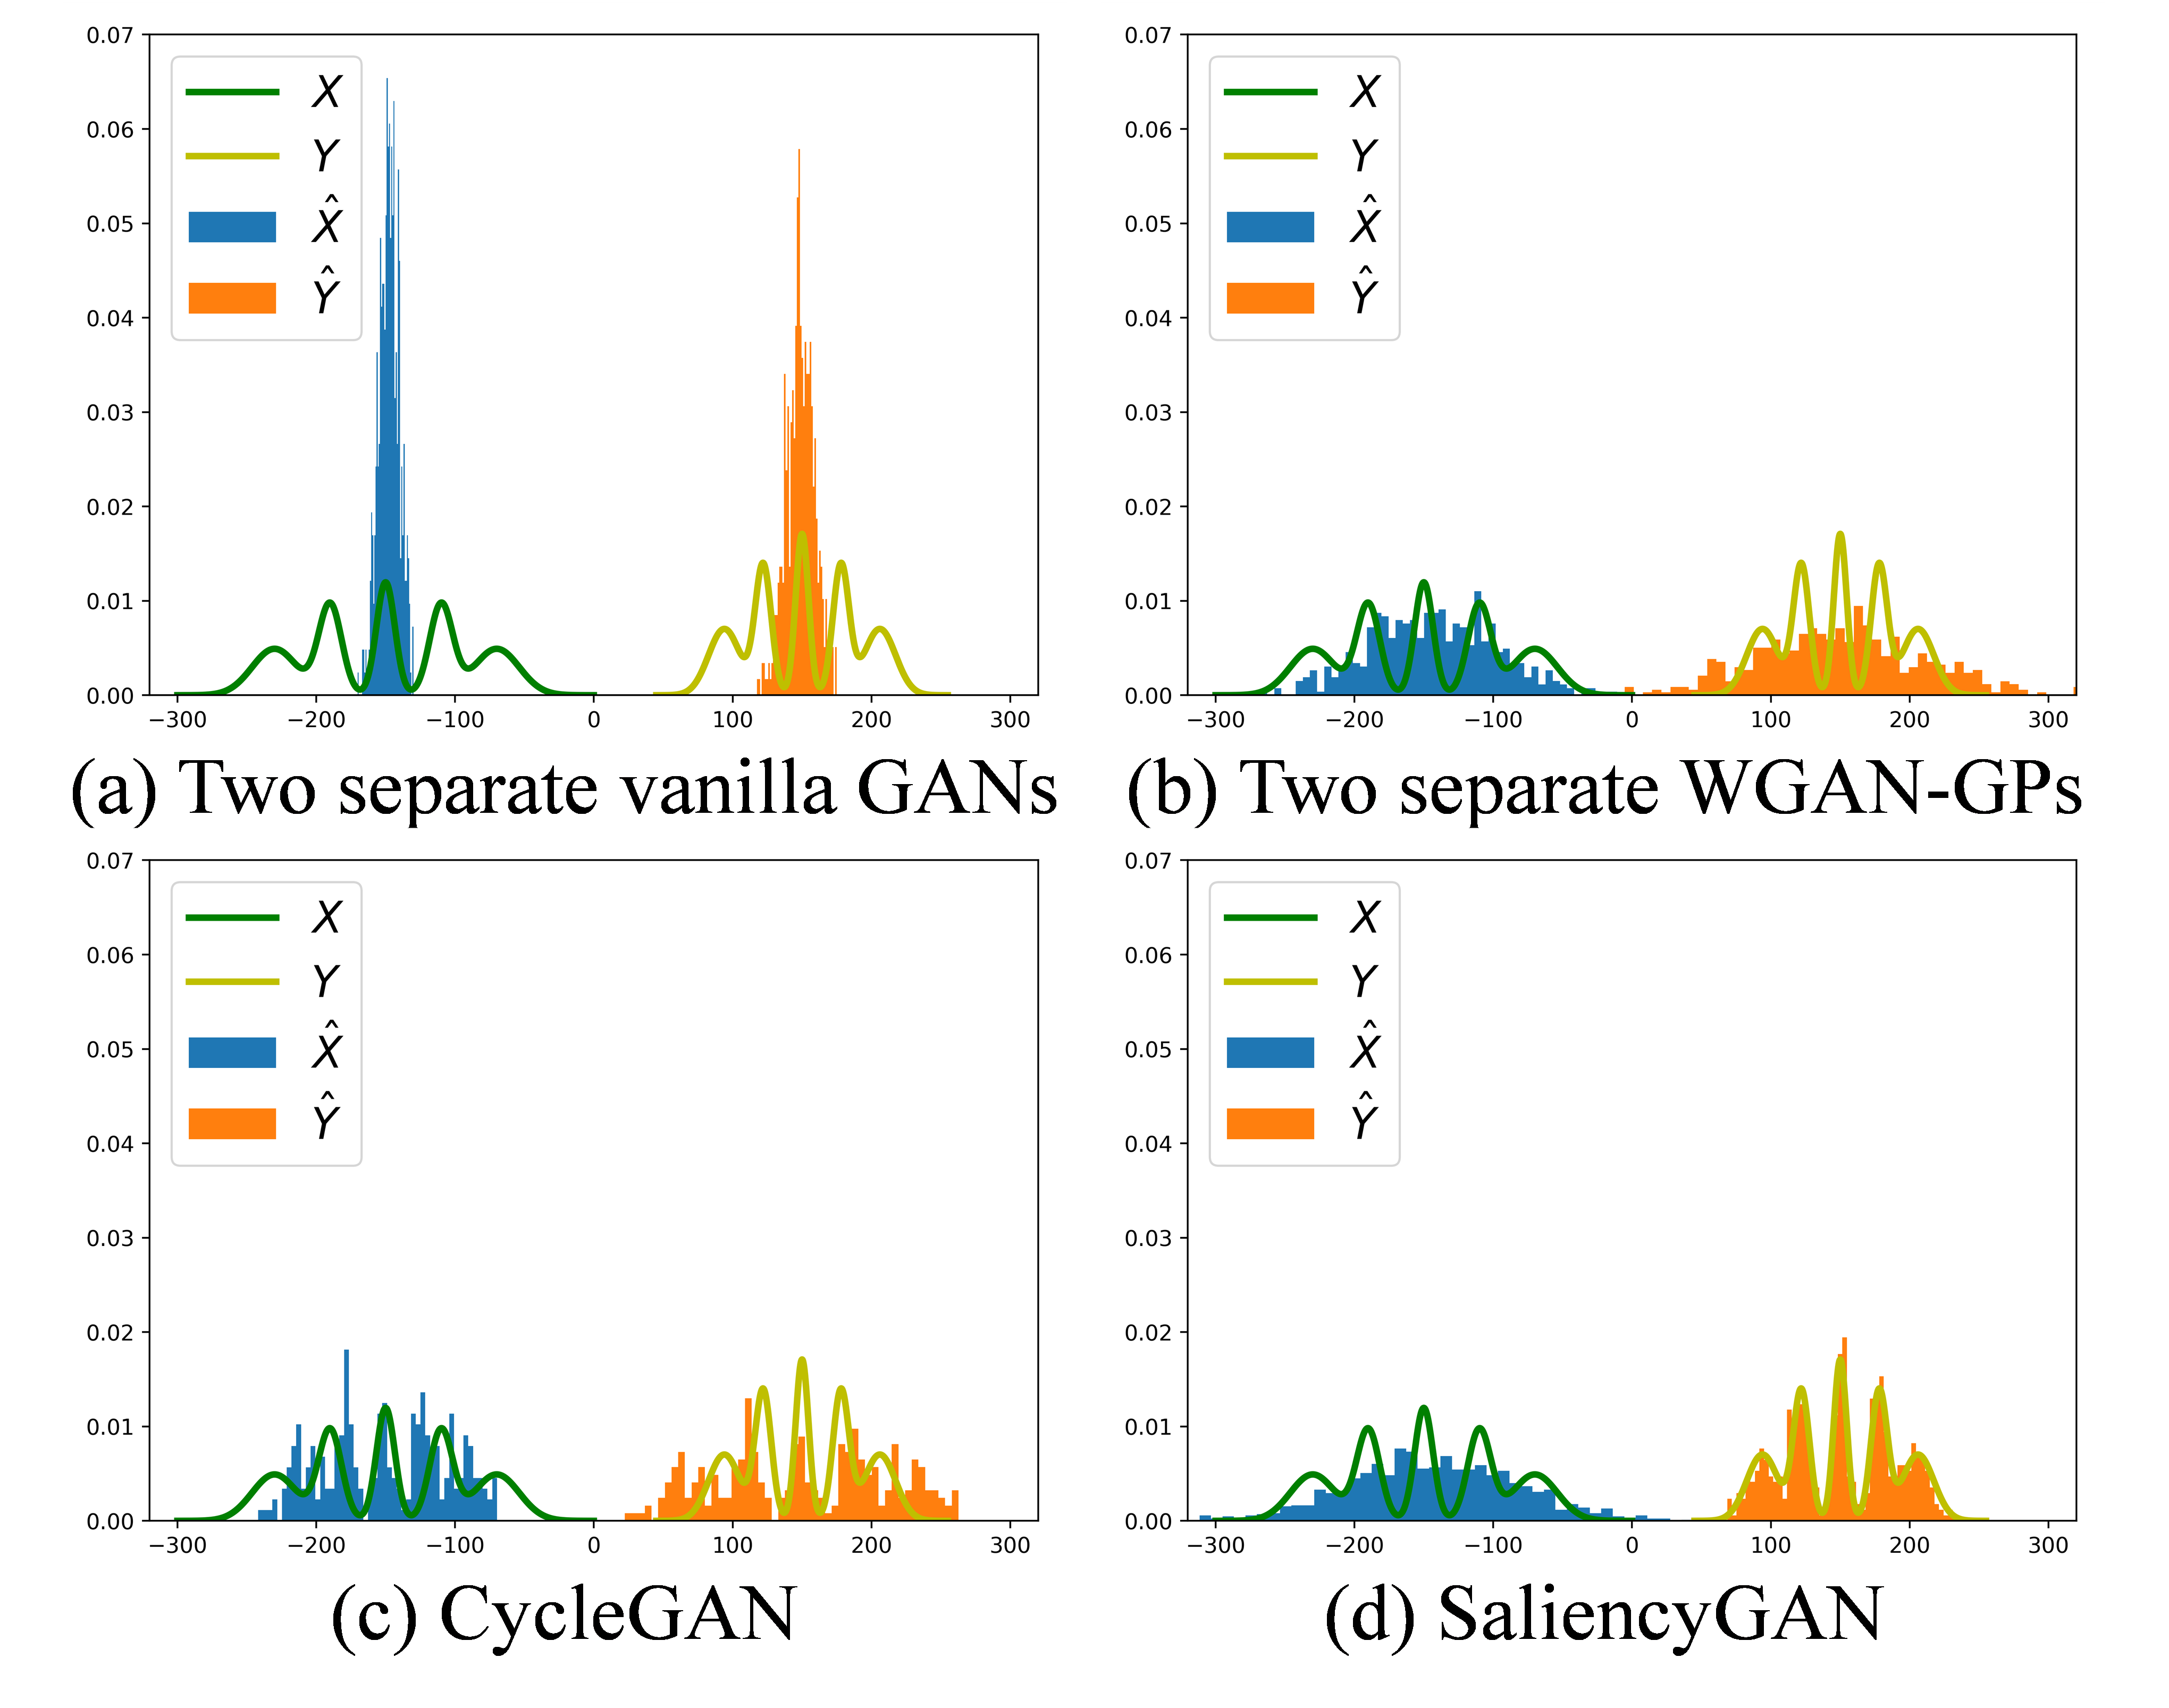 0.07
0.06
0.05
0.04
0.03
0.02
0.01
0.00
X
Y
X̂
Ŷ
−300 −200 −100 0 100 200 300
(a) Two separate vanilla GANs
0.07
0.06
0.05
0.04
0.03
0.02
0.01
0.00
X
Y
X̂
Ŷ
−300 −200 −100 0 100 200 300
(b) Two separate WGAN-GPs
0.07
0.06
0.05
0.04
0.03
0.02
0.01
0.00
X
Y
X̂
Ŷ
−300 −200 −100 0 100 200 300
(c) CycleGAN
0.07
0.06
0.05
0.04
0.03
0.02
0.01
0.00
X
Y
X̂
Ŷ
−300 −200 −100 0 100 200 300
(d) SaliencyGAN